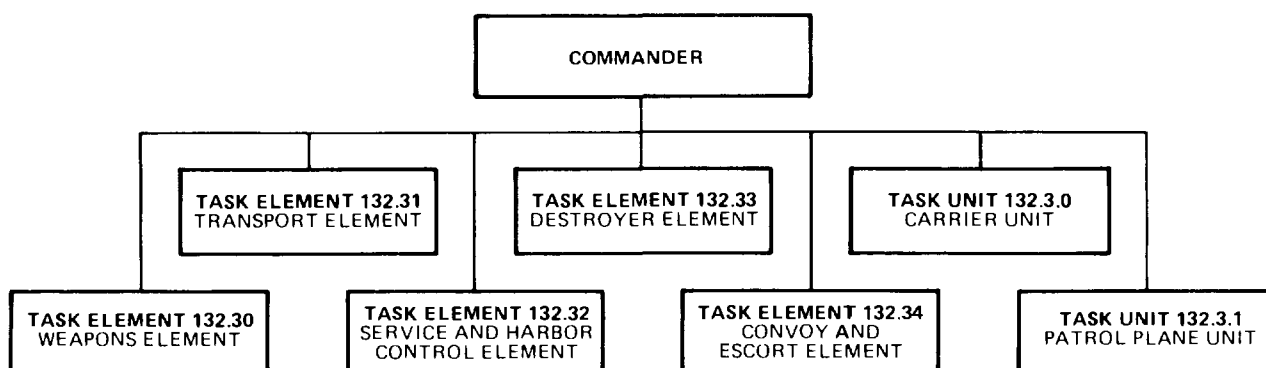 COMMANDER
TASK ELEMENT 132.31
TRANSPORT ELEMENT
TASK ELEMENT 132.33
DESTROYER ELEMENT
TASK UNIT 132.3.0
CARRIER UNIT
TASK ELEMENT 132.30
WEAPONS ELEMENT
TASK ELEMENT 132.32
SERVICE AND HARBOR
CONTROL ELEMENT
TASK ELEMENT 132.34
CONVOY AND
ESCORT ELEMENT
TASK UNIT 132.3.1
PATROL PLANE UNIT